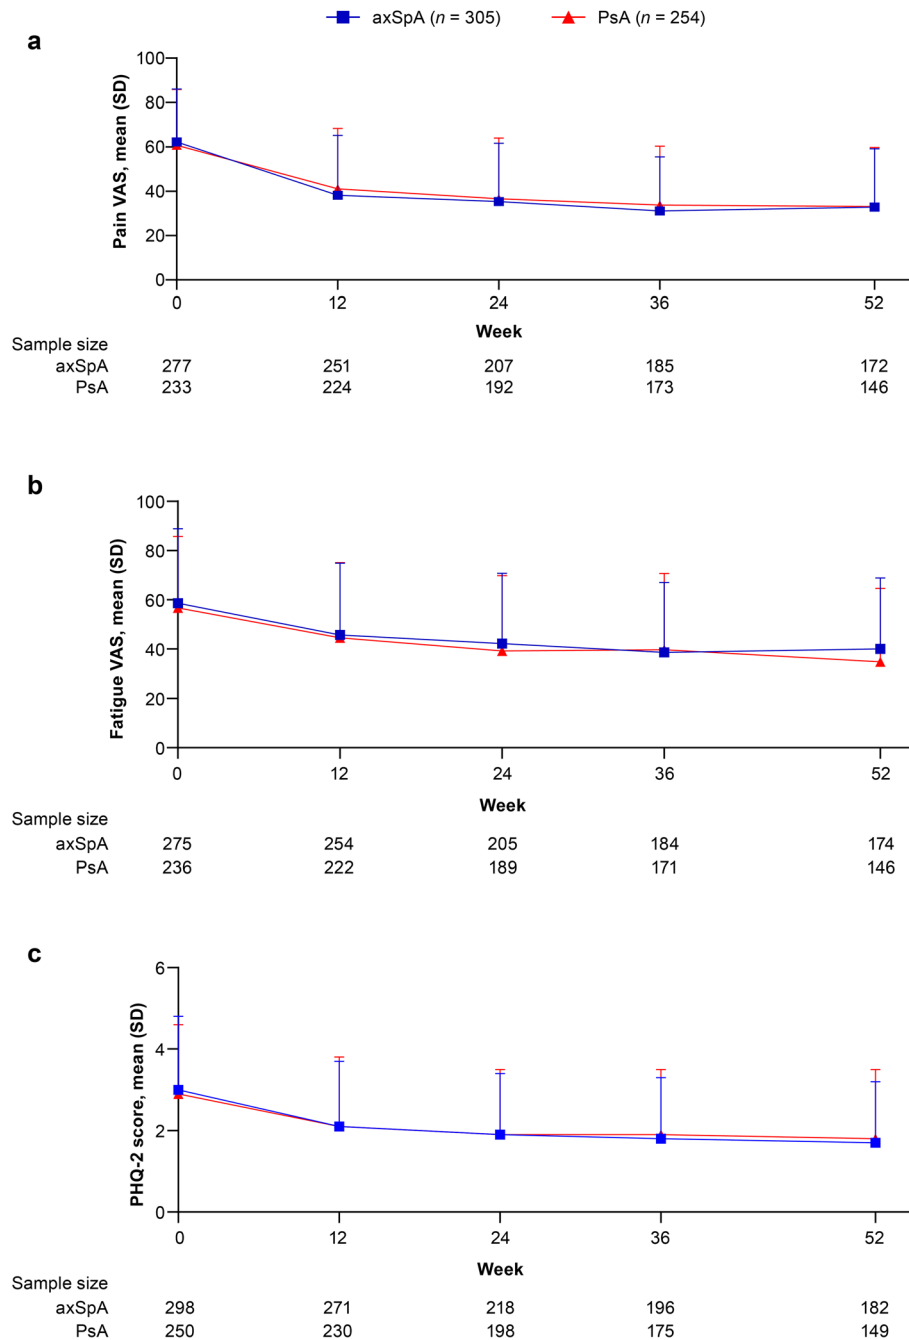 axSpA (n = 305) PsA (n = 254)
a
Pain VAS, mean (SD)
100
80
60
40
20
0
0 12 24 36 52
Week
Sample size
axSpA 277 251 207 185 172
PsA 233 224 192 173 146
b
Fatigue VAS, mean (SD)
100
80
60
40
20
0
0 12 24 36 52
Week
Sample size
axSpA 275 254 205 184 174
PsA 236 222 189 171 146
c
PHQ-2 score, mean (SD)
6
4
2
0
0 12 24 36 52
Week
Sample size
axSpA 298 271 218 196 182
PsA 250 230 198 175 149